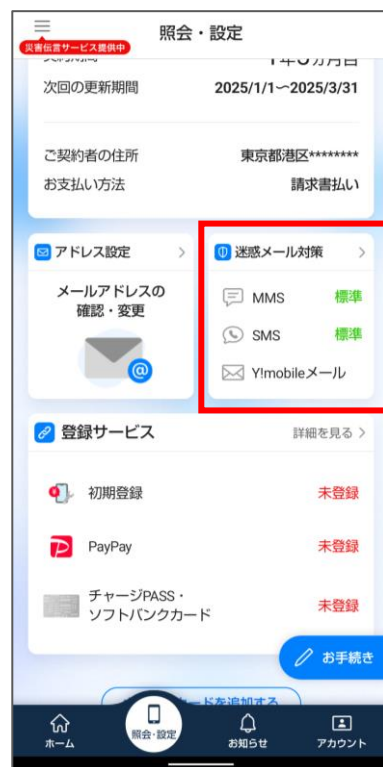 災害伝言サービス提供中
照会・設定
次回の更新期間 2025/1/1〜2025/3/31
ご契約者の住所 東京都港区********
お支払い方法 請求書払い
アドレス設定 >
メールアドレスの
確認・変更
@
迷惑メール対策 >
MMS 標準
SMS 標準
Y!mobileメール
登録サービス 詳細を見る >
初期登録 未登録
PayPay 未登録
チャージPASS・
ソフトバンクカード 未登録
お手続き
ードを追加する
ホーム
照会・設定
お知らせ
アカウント